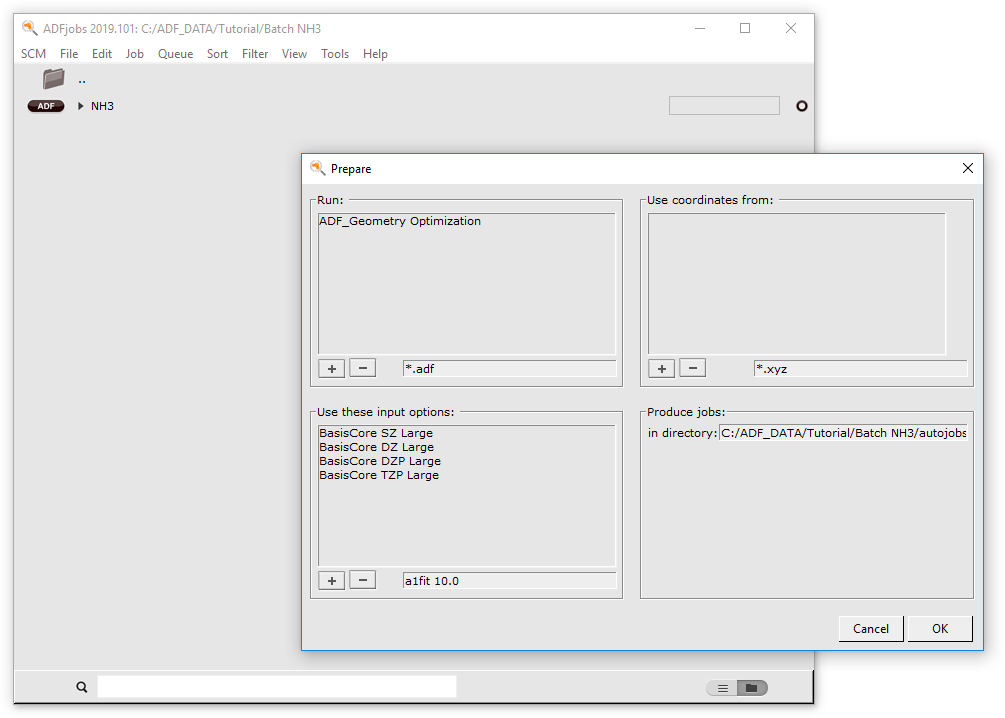 ADFjobs 2019.101: C:/ADF_DATA/Tutorial/Batch NH3
SCM File Edit Job Queue Sort Filter View Tools Help
..
ADF NH3
Prepare
Run:
ADF_Geometry Optimization
*.adf
Use coordinates from:
*.xyz
Use these input options:
BasisCore SZ Large
BasisCore DZ Large
BasisCore DZP Large
BasisCore TZP Large
a1fit 10.0
Produce jobs:
in directory: C:/ADF_DATA/Tutorial/Batch NH3/autojobs
Cancel OK